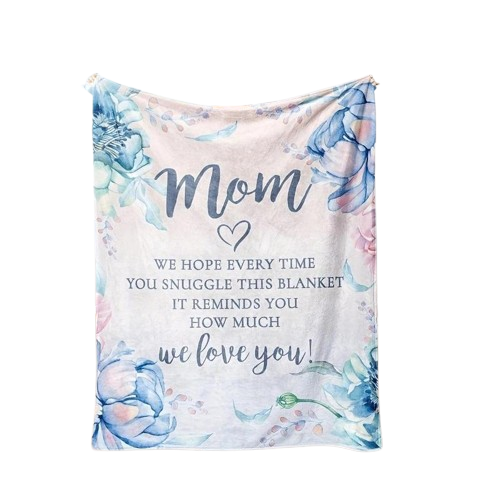 Mom
WE HOPE EVERY TIME
YOU SNUGGLE THIS BLANKET
IT REMINDS YOU
HOW MUCH
we love you!